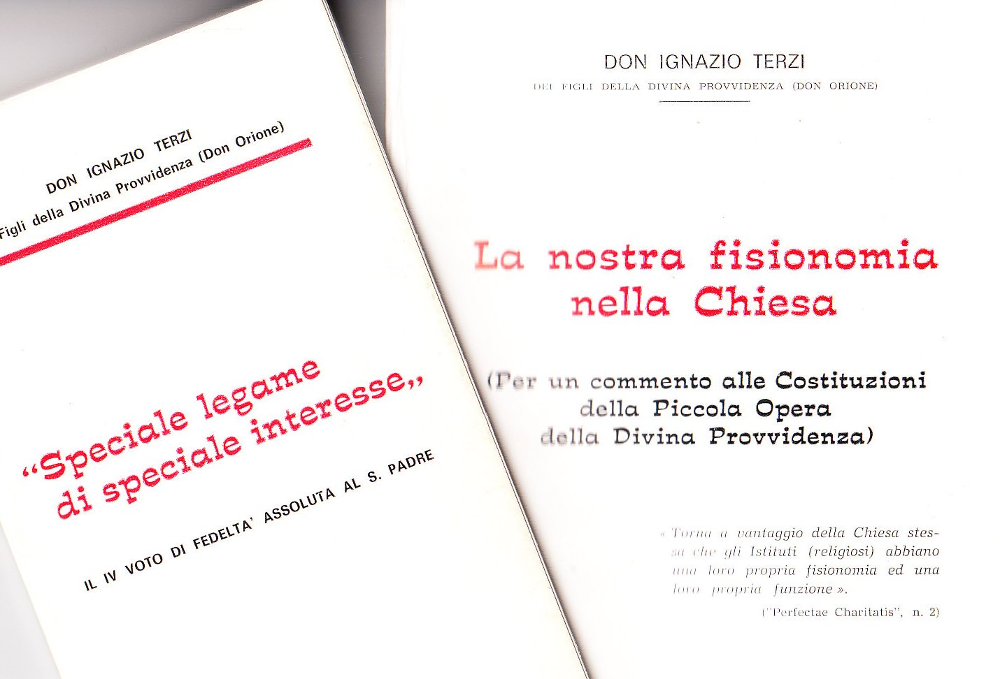 DON IGNAZIO TERZI
Figli della Divina Provvidenza (Don Orione)
“Speciale legame
di speciale interesse„
IL IV VOTO DI FEDELTA' ASSOLUTA AL S. PADRE
DON IGNAZIO TERZI
DEI FIGLI DELLA DIVINA PROVVIDENZA (DON ORIONE)
La nostra fisionomia
nella Chiesa
(Per un commento alle Costituzioni
della Piccola Opera
della Divina Provvidenza)
« Torna a vantaggio della Chiesa stes-
sa che gli Istituti (religiosi) abbiano
una loro propria fisionomia ed una
loro propria funzione ».
("Perfectae Charitatis", n. 2)